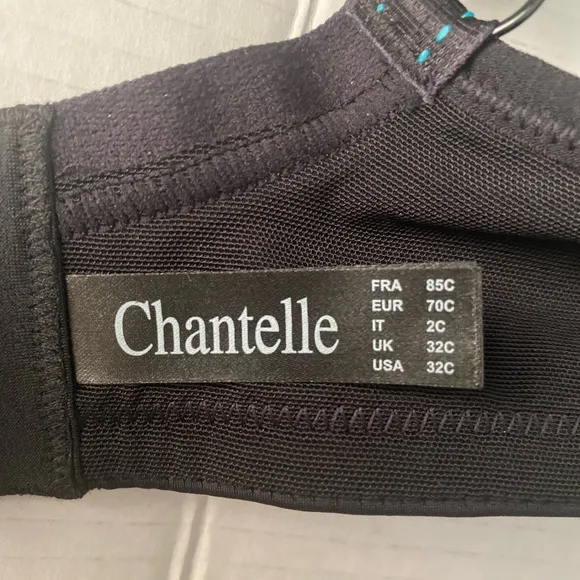 Chantelle
FRA 85C
EUR 70C
IT 2C
UK 32C
USA 32C